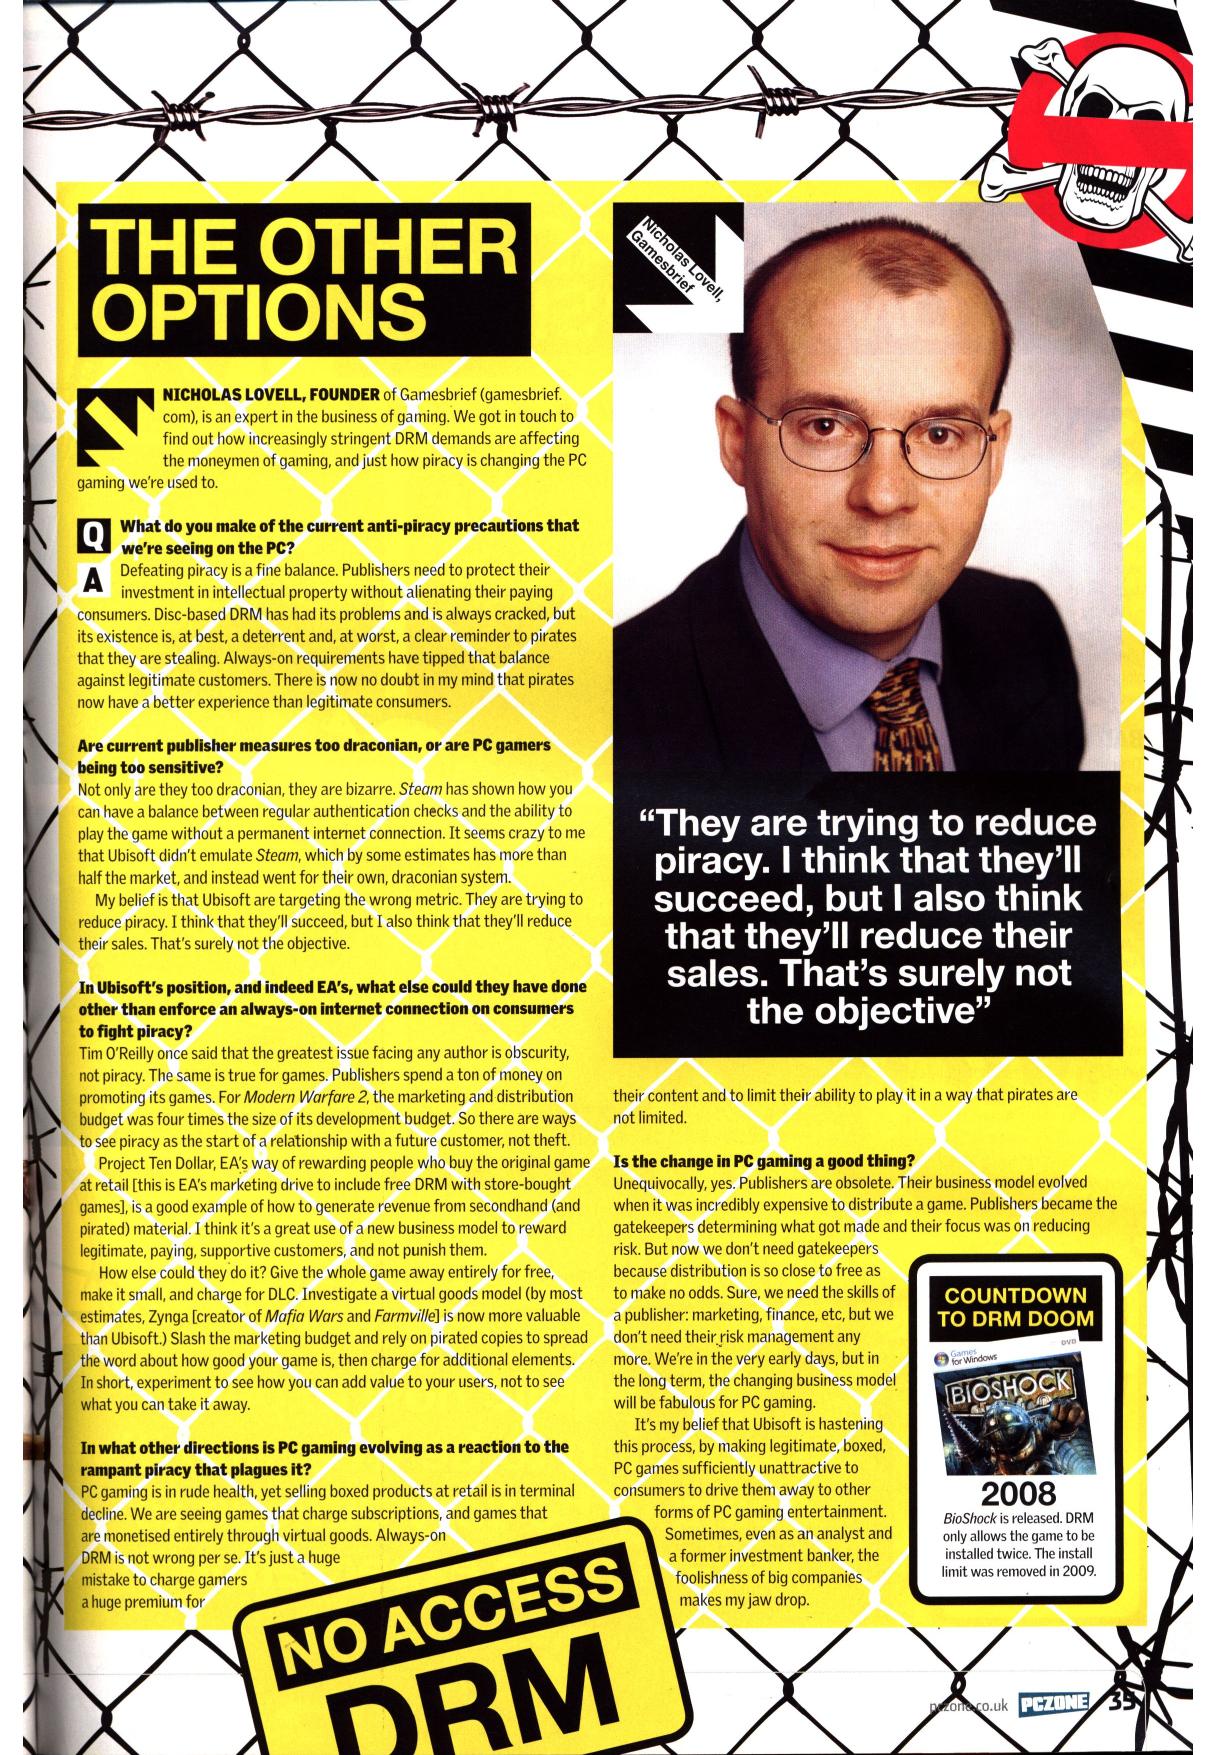 THE OTHER
OPTIONS
NICHOLAS LOVELL, FOUNDER of Gamesbrief (gamesbrief.
com), is an expert in the business of gaming. We got in touch to
find out how increasingly stringent DRM demands are affecting
the moneymen of gaming, and just how piracy is changing the PC
gaming we're used to.
Q What do you make of the current anti-piracy precautions that
we're seeing on the PC?
A Defeating piracy is a fine balance. Publishers need to protect their
investment in intellectual property without alienating their paying
consumers. Disc-based DRM has had its problems and is always cracked, but
its existence is, at best, a deterrent and, at worst, a clear reminder to pirates
that they are stealing. Always-on requirements have tipped that balance
against legitimate customers. There is now no doubt in my mind that pirates
now have a better experience than legitimate consumers.
Are current publisher measures too draconian, or are PC gamers
being too sensitive?
Not only are they too draconian, they are bizarre. Steam has shown how you
can have a balance between regular authentication checks and the ability to
play the game without a permanent internet connection. It seems crazy to me
that Ubisoft didn't emulate Steam, which by some estimates has more than
half the market, and instead went for their own, draconian system.
My belief is that Ubisoft are targeting the wrong metric. They are trying to
reduce piracy. I think that they'll succeed, but I also think that they'll reduce
their sales. That's surely not the objective.
In Ubisoft's position, and indeed EA's, what else could they have done
other than enforce an always-on internet connection on consumers
to fight piracy?
Tim O'Reilly once said that the greatest issue facing any author is obscurity,
not piracy. The same is true for games. Publishers spend a ton of money on
promoting its games. For Modern Warfare 2, the marketing and distribution
budget was four times the size of its development budget. So there are ways
to see piracy as the start of a relationship with a future customer, not theft.
Project Ten Dollar, EA's way of rewarding people who buy the original game
at retail [this is EA's marketing drive to include free DRM with store-bought
games], is a good example of how to generate revenue from secondhand (and
pirated) material. I think it's a great use of a new business model to reward
legitimate, paying, supportive customers, and not punish them.
How else could they do it? Give the whole game away entirely for free,
make it small, and charge for DLC. Investigate a virtual goods model (by most
estimates, Zynga [creator of Mafia Wars and Farmville] is now more valuable
than Ubisoft.) Slash the marketing budget and rely on pirated copies to spread
the word about how good your game is, then charge for additional elements.
In short, experiment to see how you can add value to your users, not to see
what you can take it away.
In what other directions is PC gaming evolving as a reaction to the
rampant piracy that plagues it?
PC gaming is in rude health, yet selling boxed products at retail is in terminal
decline. We are seeing games that charge subscriptions, and games that
are monetised entirely through virtual goods. Always-on
DRM is not wrong per se. It's just a huge
mistake to charge gamers
a huge premium for
NO ACCESS
DRM
Nicholas Lovell,
Gamesbrief
"They are trying to reduce
piracy. I think that they'll
succeed, but I also think
that they'll reduce their
sales. That's surely not
the objective"
their content and to limit their ability to play it in a way that pirates are
not limited.
Is the change in PC gaming a good thing?
Unequivocally, yes. Publishers are obsolete. Their business model evolved
when it was incredibly expensive to distribute a game. Publishers became the
gatekeepers determining what got made and their focus was on reducing
risk. But now we don't need gatekeepers
because distribution is so close to free as
to make no odds. Sure, we need the skills of
a publisher: marketing, finance, etc, but we
don't need their risk management any
more. We're in the very early days, but in
the long term, the changing business model
will be fabulous for PC gaming.
It's my belief that Ubisoft is hastening
this process, by making legitimate, boxed,
PC games sufficiently unattractive to
consumers to drive them away to other
forms of PC gaming entertainment.
Sometimes, even as an analyst and
a former investment banker, the
foolishness of big companies
makes my jaw drop.
COUNTDOWN
TO DRM DOOM
Games
for Windows
DVD
BIOSHOCK
2008
BioShock is released. DRM
only allows the game to be
installed twice. The install
limit was removed in 2009.
pczone.co.uk PCZONE 35